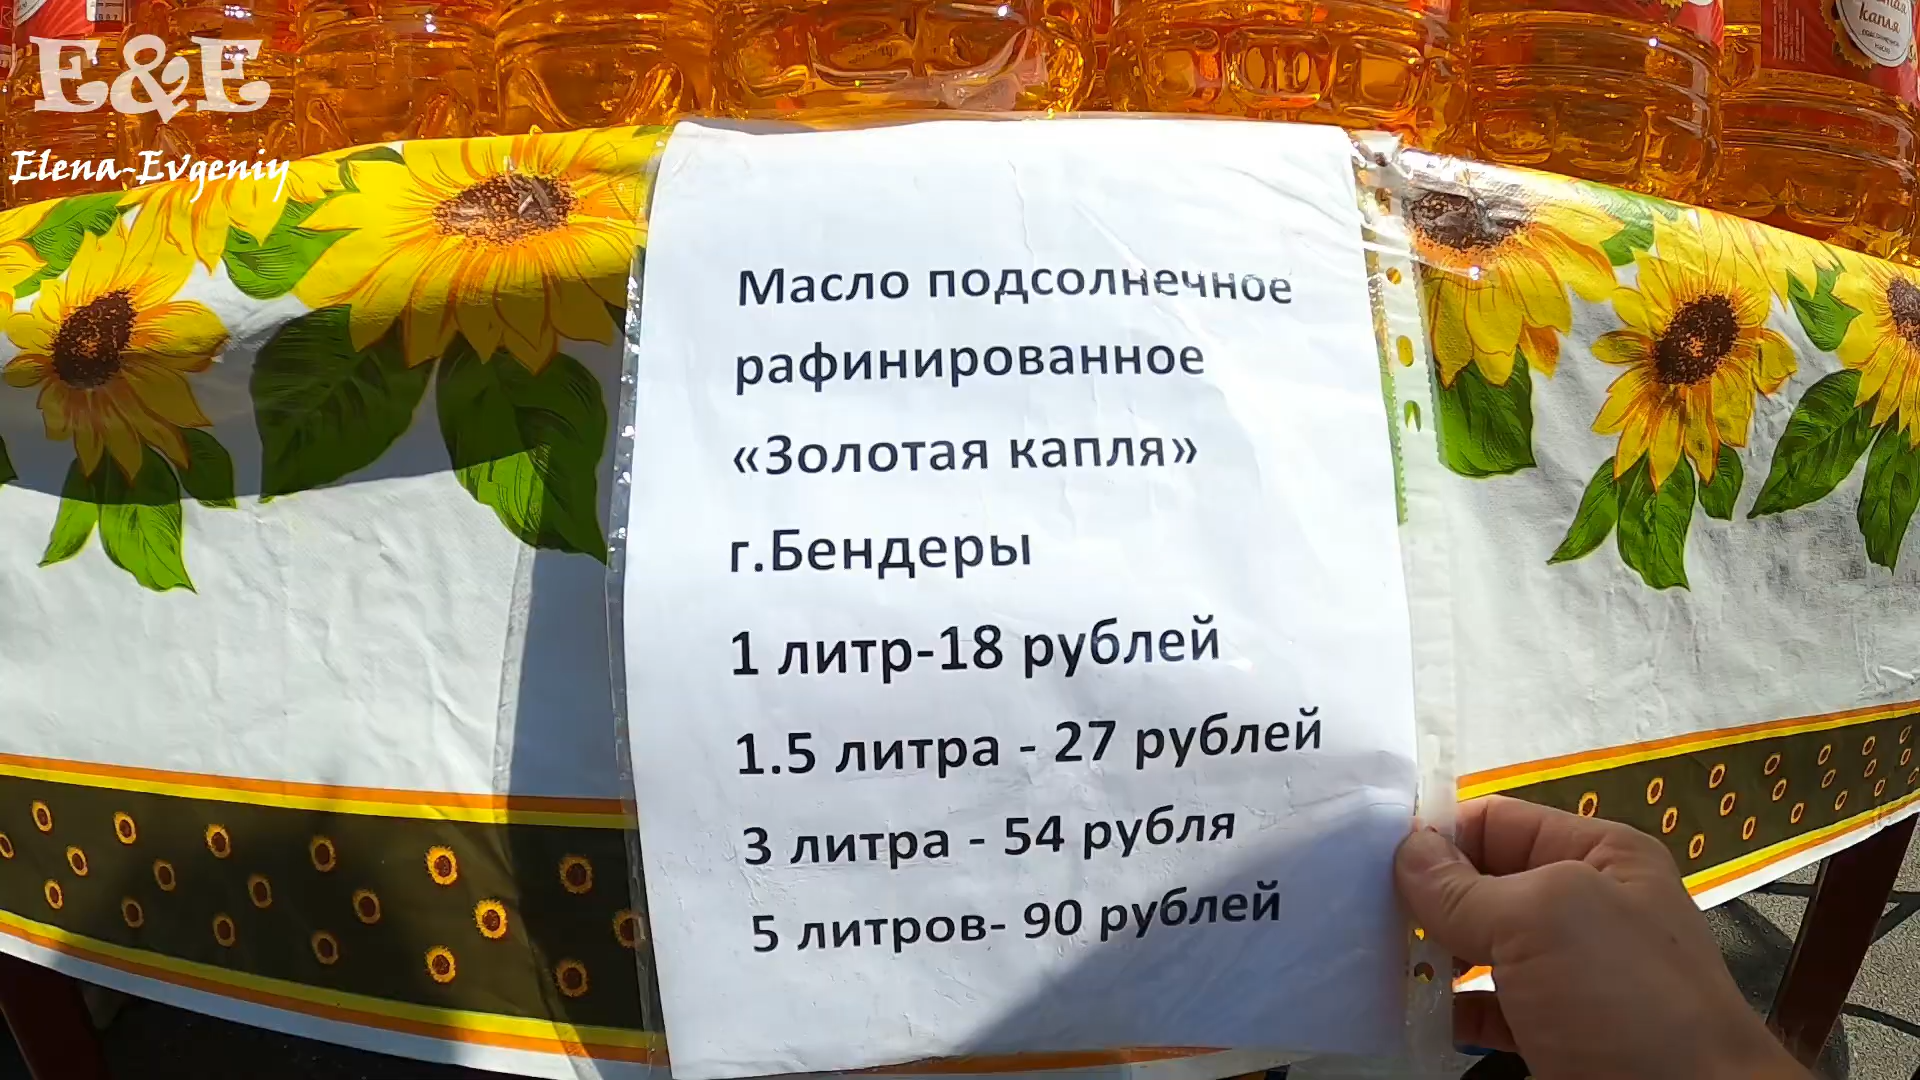 E&E
Elena-Evgeniy
капля
Масло подсолнечное
рафинированное
«Золотая капля»
г.Бендеры
1 литр-18 рублей
1.5 литра - 27 рублей
3 литра - 54 рубля
5 литров- 90 рублей